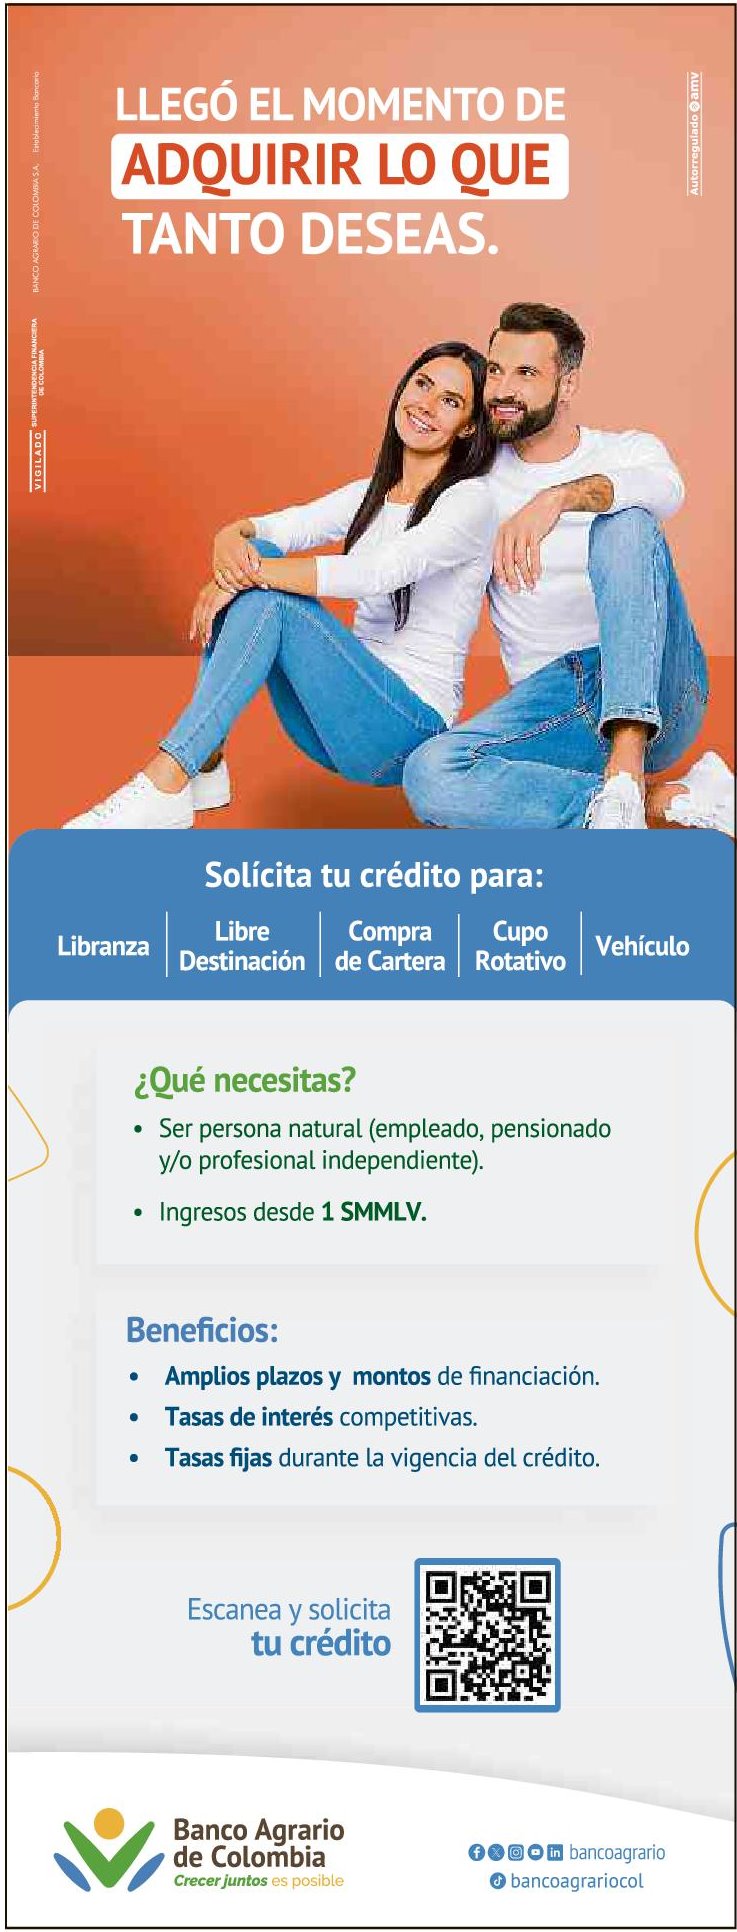 LLEGÓ EL MOMENTO DE
ADQUIRIR LO QUE
TANTO DESEAS.
BANCO AGRARIO DE COLOMBIA S.A. Establecimiento Bancario
VIGILADO SUPERINTENDENCIA FINANCIERA
DE COLOMBIA
Autorregulado amv
Solícita tu crédito para:
Libranza
Libre
Destinación
Compra
de Cartera
Cupo
Rotativo
Vehículo
¿Qué necesitas?
• Ser persona natural (empleado, pensionado
y/o profesional independiente).
• Ingresos desde 1 SMMLV.
Beneficios:
• Amplios plazos y montos de financiación.
• Tasas de interés competitivas.
• Tasas fijas durante la vigencia del crédito.
Escanea y solicita
tu crédito
Banco Agrario
de Colombia
Crecer juntos es posible
bancoagrario
bancoagrariocol